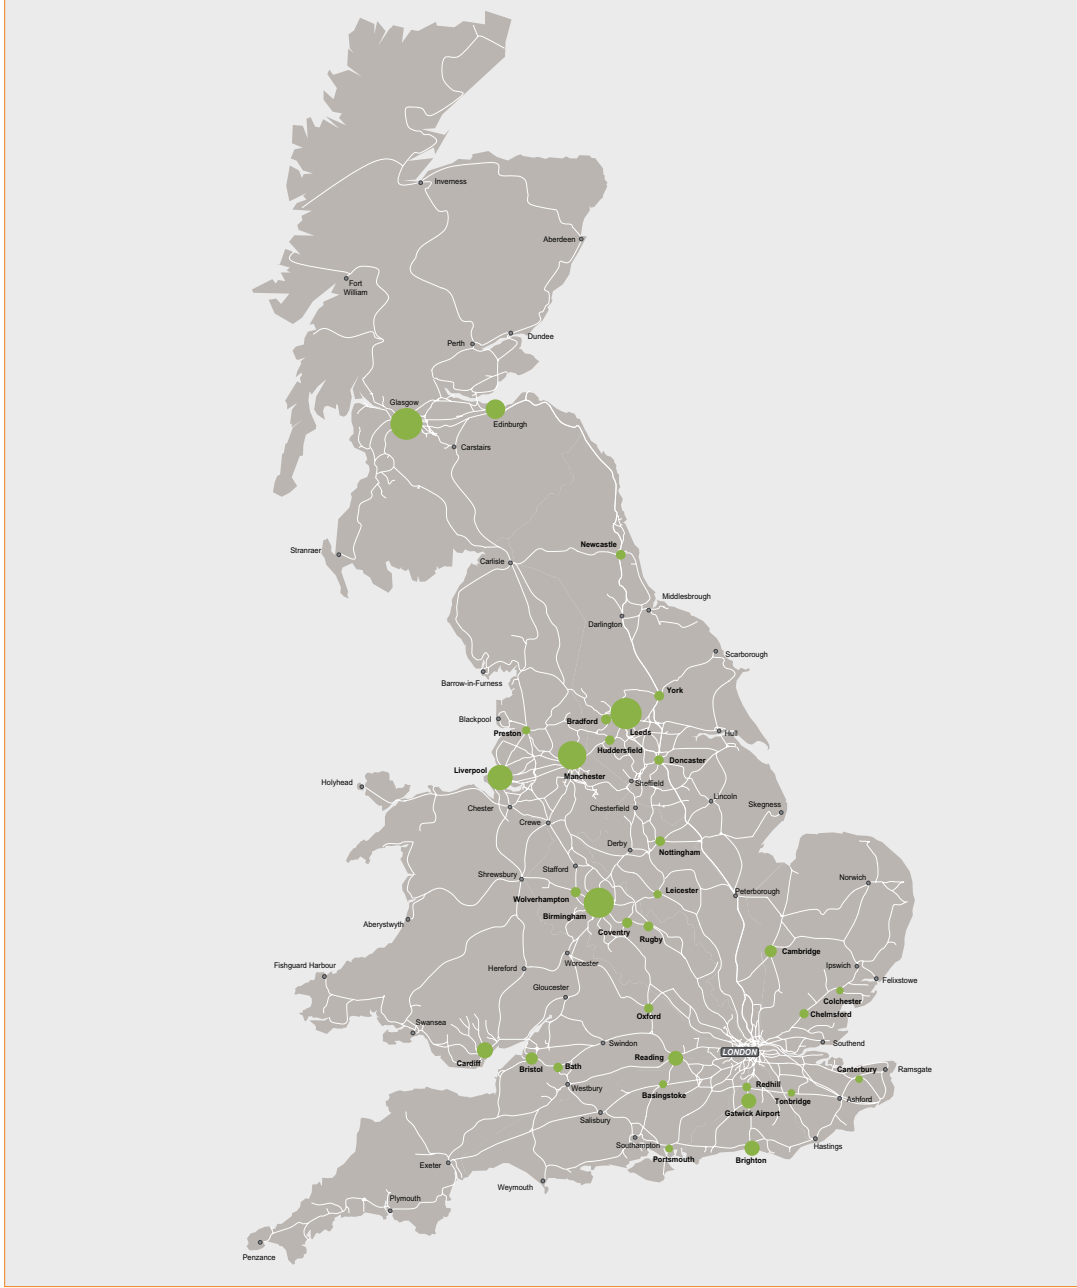 Inverness
Aberdeen
Fort
William
Dundee
Perth
Glasgow
Edinburgh
Carstairs
Newcastle
Stranraer
Carlisle
Middlesbrough
Darlington
Scarborough
Barrow-in-Furness
York
Blackpool
Bradford
Leeds
Preston
Hull
Huddersfield
Doncaster
Liverpool
Manchester
Holyhead
Sheffield
Lincoln
Chester
Chesterfield
Skegness
Crewe
Derby
Nottingham
Stafford
Shrewsbury
Norwich
Wolverhampton
Leicester
Peterborough
Birmingham
Aberystwyth
Coventry
Rugby
Cambridge
Fishguard Harbour
Hereford
Worcester
Ipswich
Felixstowe
Gloucester
Colchester
Oxford
Chelmsford
Swansea
Swindon
Southend
LONDON
Reading
Cardiff
Bristol
Bath
Canterbury
Ramsgate
Westbury
Redhill
Basingstoke
Tonbridge
Ashford
Gatwick Airport
Salisbury
Southampton
Hastings
Portsmouth
Brighton
Exeter
Weymouth
Plymouth
Penzance